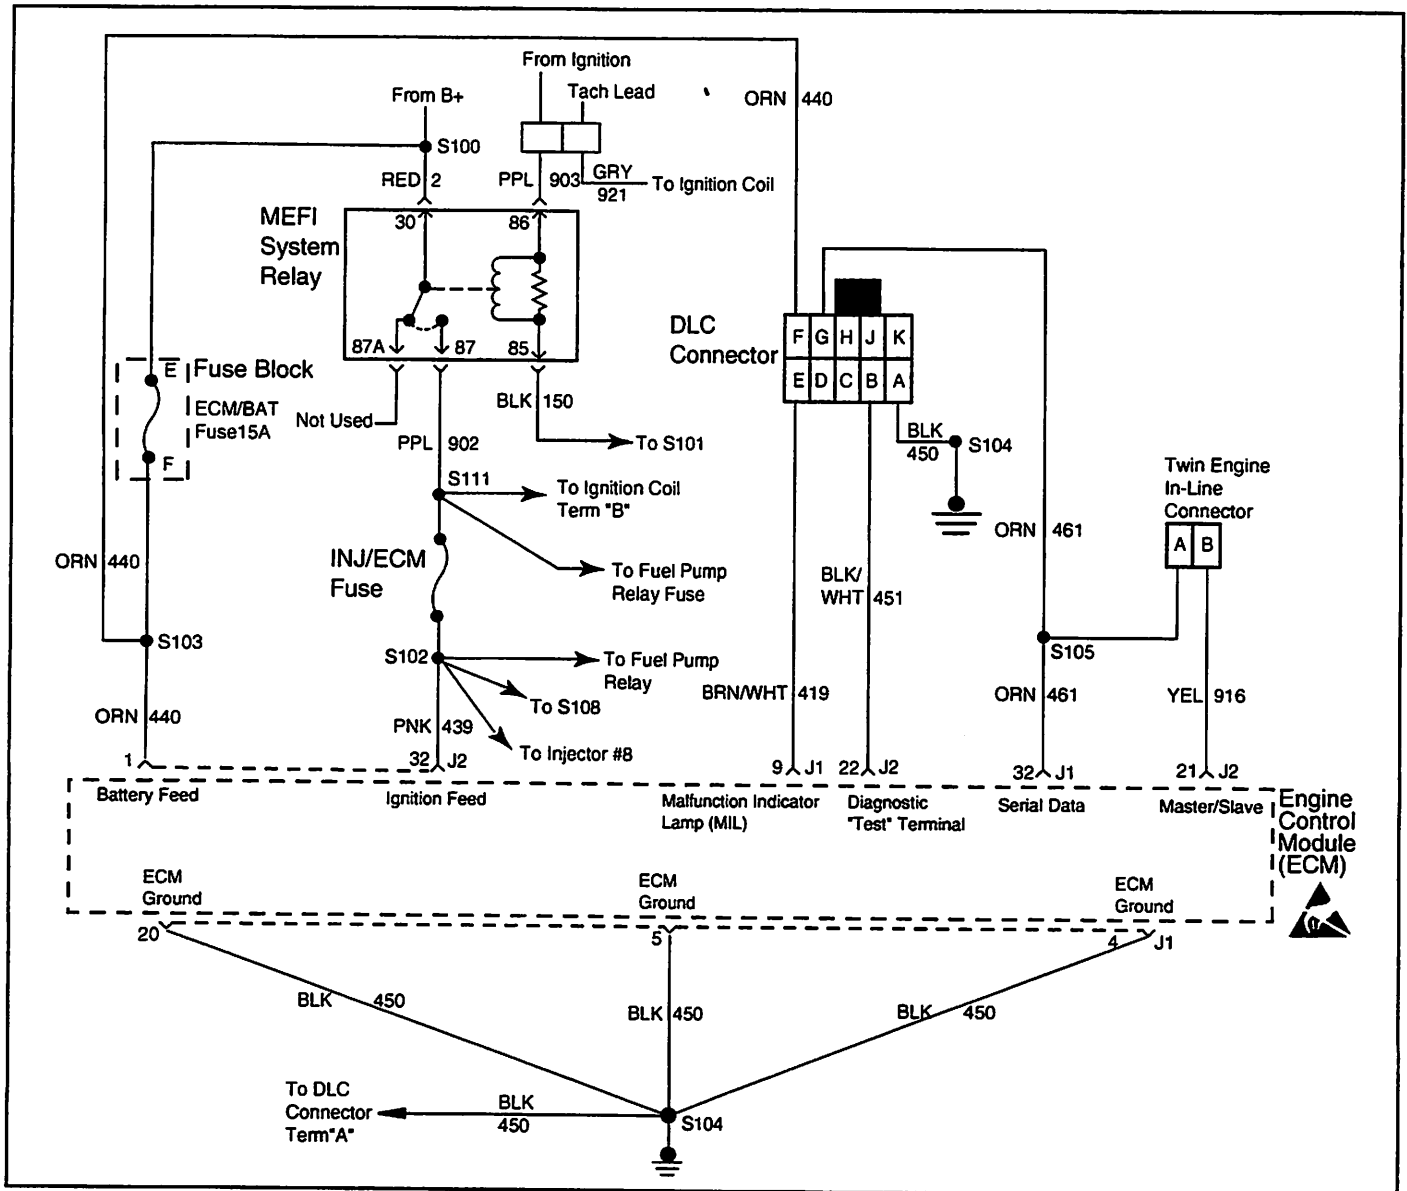 From Ignition
From B+
Tach Lead
ORN 440
S100
RED 2
PPL 903
GRY
921
To Ignition Coil
MEFI
System
Relay
30
86
87A
87
85
DLC
Connector
F G H J K
E D C B A
E
Fuse Block
ECM/BAT
Fuse15A
F
Not Used
BLK 150
To S101
PPL 902
BLK
450
S104
S111
To Ignition Coil
Term "B"
Twin Engine
In-Line
Connector
A B
ORN 461
ORN 440
INJ/ECM
Fuse
To Fuel Pump
Relay Fuse
BLK/
WHT 451
S103
S102
To Fuel Pump
Relay
S105
BRN/WHT 419
ORN 461
YEL 916
To S108
ORN 440
PNK 439
To Injector #8
1
32 J2
9 J1
22 J2
32 J1
21 J2
Battery Feed
Ignition Feed
Malfunction Indicator
Lamp (MIL)
Diagnostic
"Test" Terminal
Serial Data
Master/Slave
Engine
Control
Module
(ECM)
ECM
Ground
ECM
Ground
ECM
Ground
20
5
4 J1
BLK 450
BLK 450
BLK 450
To DLC
Connector
Term"A"
BLK
450
S104